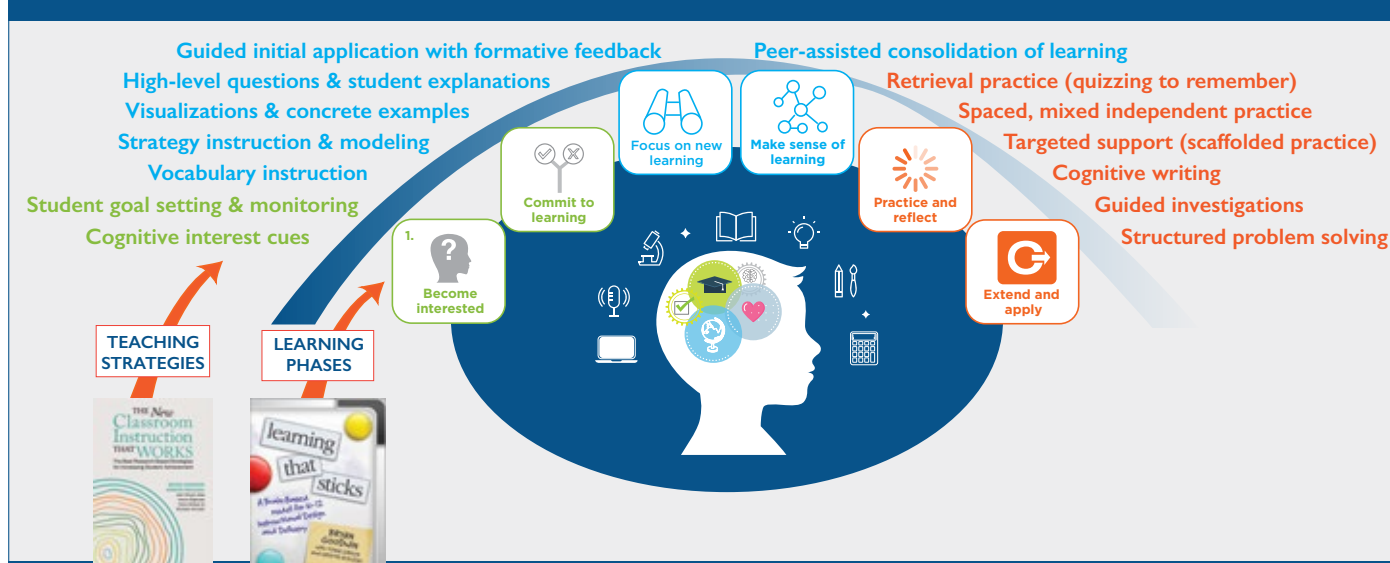 Guided initial application with formative feedback
High-level questions & student explanations
Visualizations & concrete examples
Strategy instruction & modeling
Vocabulary instruction
Student goal setting & monitoring
Cognitive interest cues
Peer-assisted consolidation of learning
Retrieval practice (quizzing to remember)
Spaced, mixed independent practice
Targeted support (scaffolded practice)
Cognitive writing
Guided investigations
Structured problem solving
1.
?
Become
interested
Commit to
learning
Focus on new
learning
Make sense of
learning
Practice and
reflect
Extend and
apply
TEACHING
STRATEGIES
LEARNING
PHASES
THE New
Classroom
Instruction
THAT WORKS
learning
that
sticks
A Brain-Based
Model for K-12
Instructional Design
and Delivery
BRYAN
GOODWIN